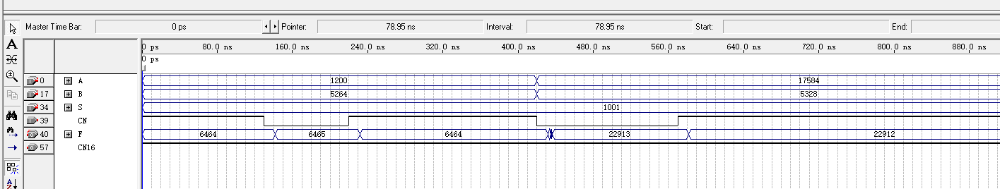 Master Time Bar: 0 ps Pointer: 78.95 ns Interval: 78.95 ns Start: End:
0 ps 80.0 ns 160.0 ns 240.0 ns 320.0 ns 400.0 ns 480.0 ns 560.0 ns 640.0 ns 720.0 ns 800.0 ns 880.0 ns
0 ps
0 A 1200 17584
17 B 5264 5328
34 S 1001
39 CN
40 F 6464 6465 6464 22913 22912
57 CN16